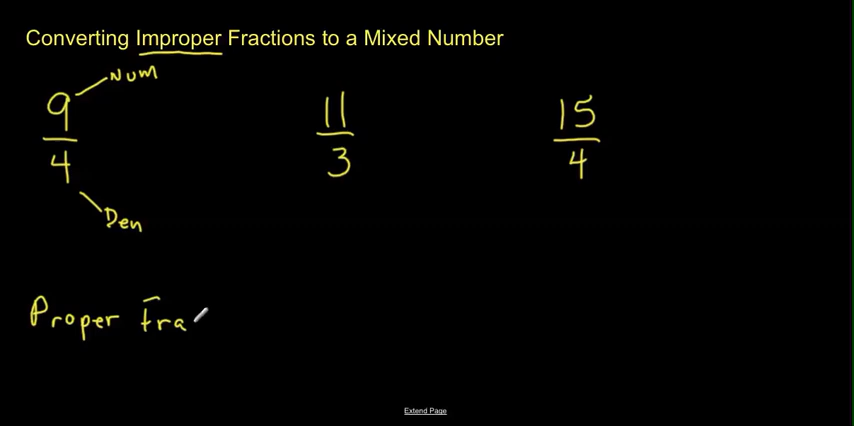 Converting Improper Fractions to a Mixed Number
Num
9
4
Den
11
3
15
4
Proper Fra
Extend Page